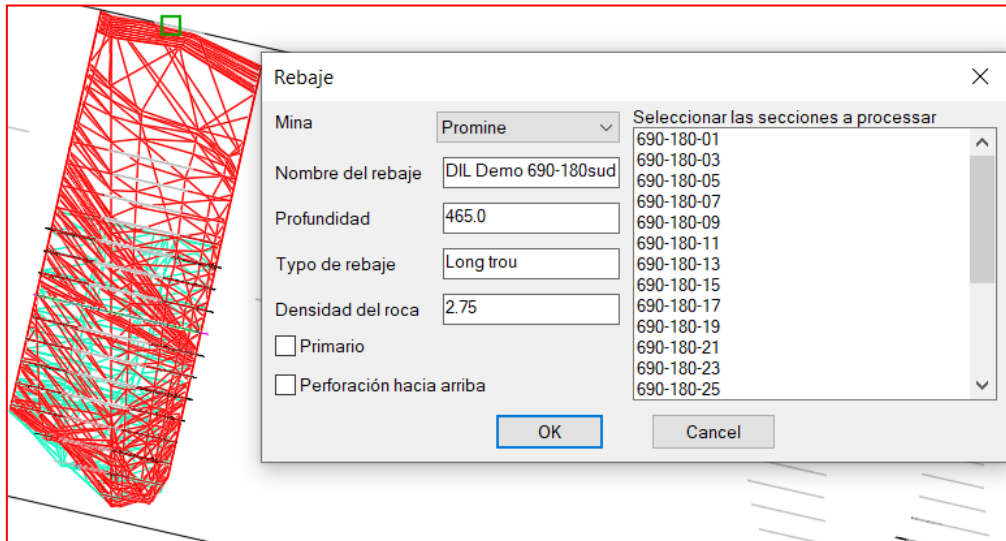 Rebaje
Mina
Promine
Nombre del rebaje
DIL Demo 690-180sud
Profundidad
465.0
Typo de rebaje
Long trou
Densidad del roca
2.75
Primario
Perforación hacia arriba
Seleccionar las secciones a processar
690-180-01
690-180-03
690-180-05
690-180-07
690-180-09
690-180-11
690-180-13
690-180-15
690-180-17
690-180-19
690-180-21
690-180-23
690-180-25
OK
Cancel